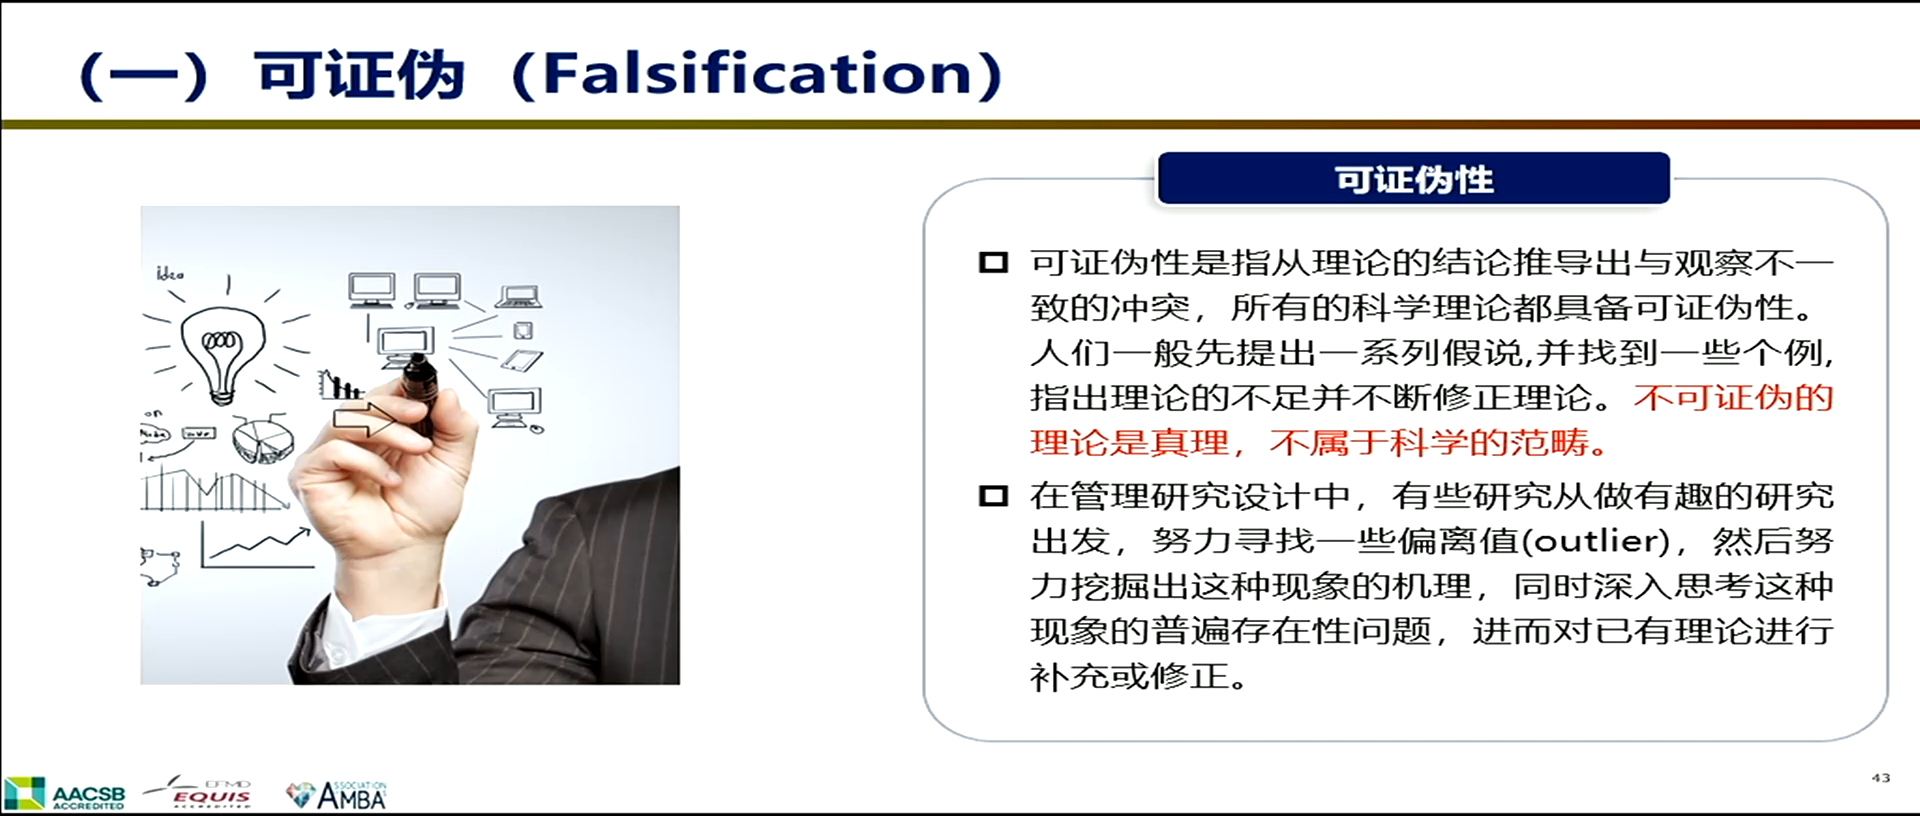 （一）可证伪（Falsification）
可证伪性
可证伪性是指从理论的结论推导出与观察不一
致的冲突，所有的科学理论都具备可证伪性。
人们一般先提出一系列假说,并找到一些个例,
指出理论的不足并不断修正理论。不可证伪的
理论是真理，不属于科学的范畴。
在管理研究设计中，有些研究从做有趣的研究
出发，努力寻找一些偏离值(outlier)，然后努
力挖掘出这种现象的机理，同时深入思考这种
现象的普遍存在性问题，进而对已有理论进行
补充或修正。
idea
on
AACSB
ACCREDITED
EFMD
EQUIS
ACCREDITED
ASSOCIATION
AMBA
43